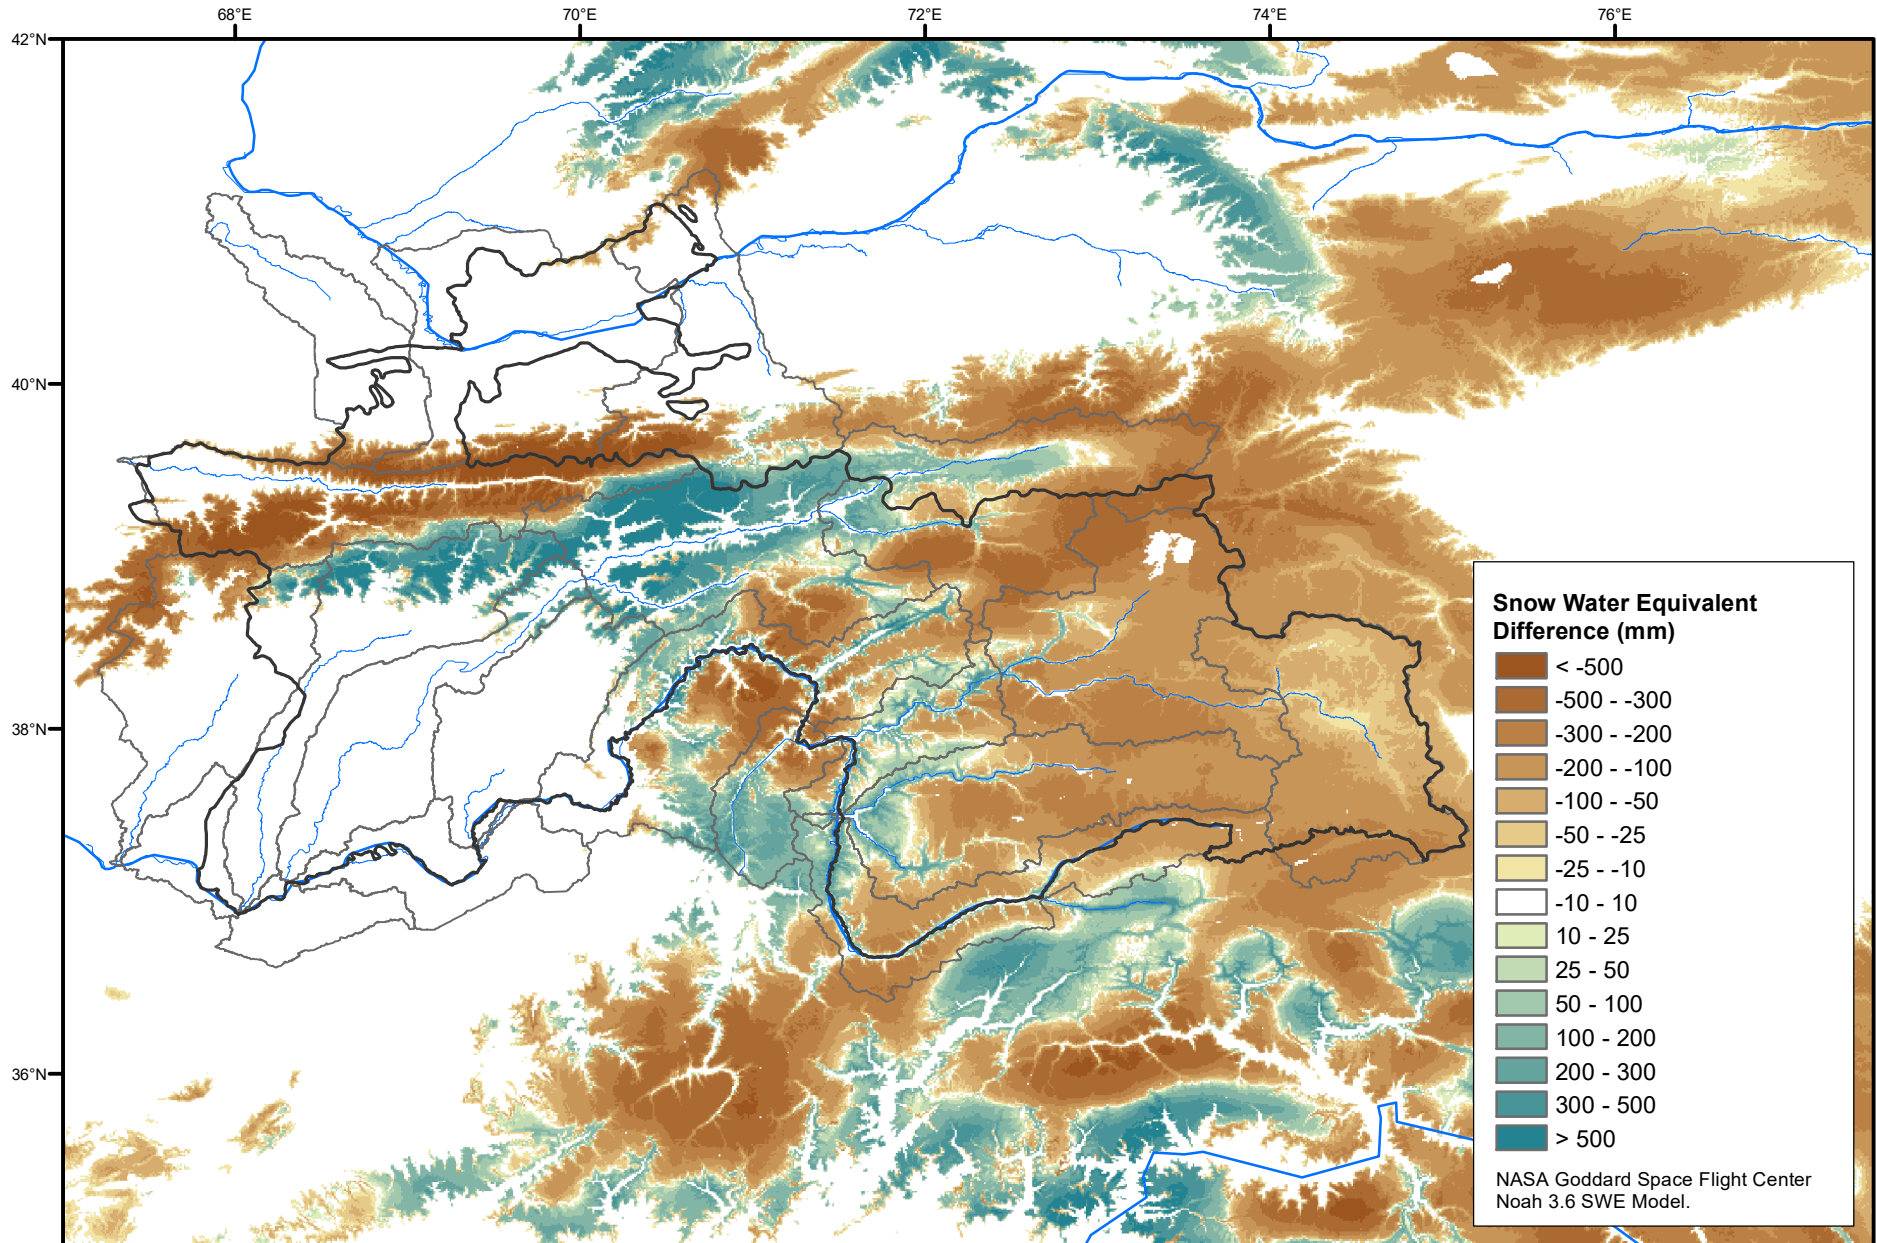 68°E
70°E
72°E
74°E
76°E
42°N
40°N
38°N
36°N
Snow Water Equivalent
Difference (mm)
< -500
-500 - -300
-300 - -200
-200 - -100
-100 - -50
-50 - -25
-25 - -10
-10 - 10
10 - 25
25 - 50
50 - 100
100 - 200
200 - 300
300 - 500
> 500
NASA Goddard Space Flight Center
Noah 3.6 SWE Model.